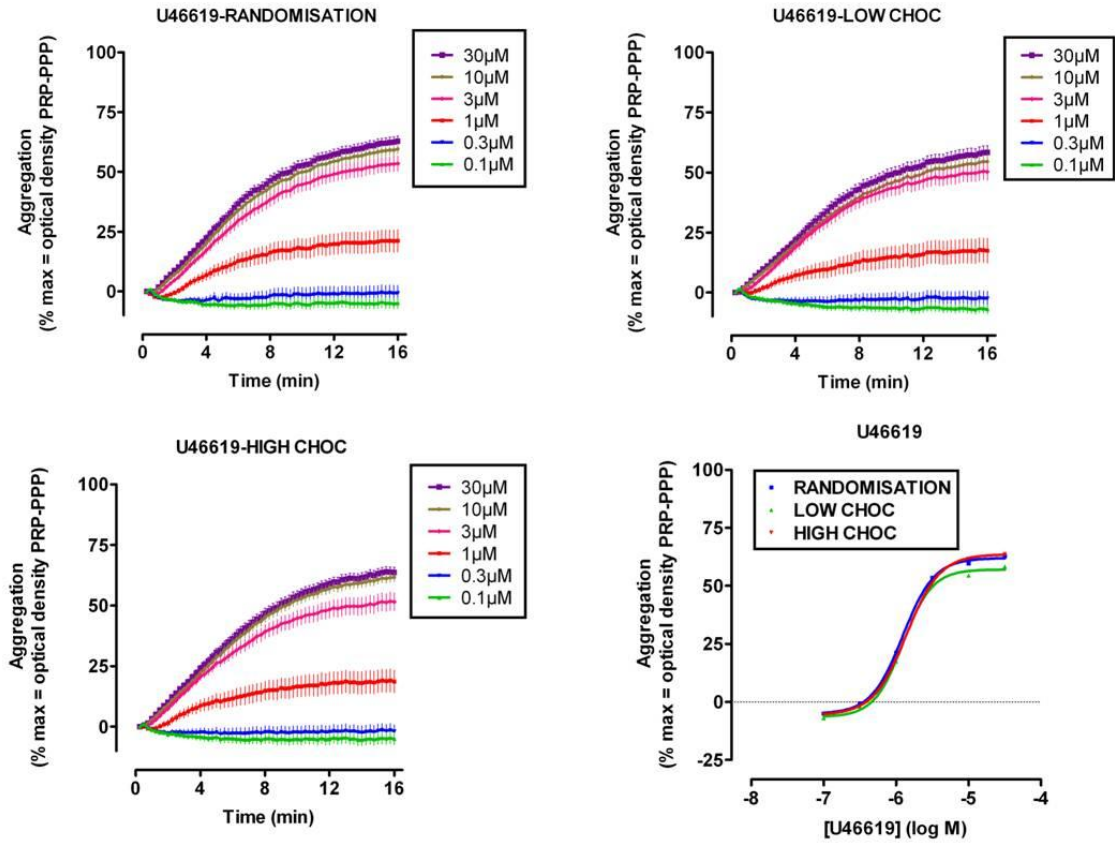 U46619-RANDOMISATION
Aggregation
(% max = optical density PRP-PPP)
100
75
50
25
0
0 4 8 12 16
Time (min)
30µM
10µM
3µM
1µM
0.3µM
0.1µM
U46619-LOW CHOC
Aggregation
(% max = optical density PRP-PPP)
100
75
50
25
0
0 4 8 12 16
Time (min)
30µM
10µM
3µM
1µM
0.3µM
0.1µM
U46619-HIGH CHOC
Aggregation
(% max = optical density PRP-PPP)
100
75
50
25
0
0 4 8 12 16
Time (min)
30µM
10µM
3µM
1µM
0.3µM
0.1µM
U46619
Aggregation
(% max = optical density PRP-PPP)
100
75
50
25
0
-25
-8 -7 -6 -5 -4
[U46619] (log M)
RANDOMISATION
LOW CHOC
HIGH CHOC